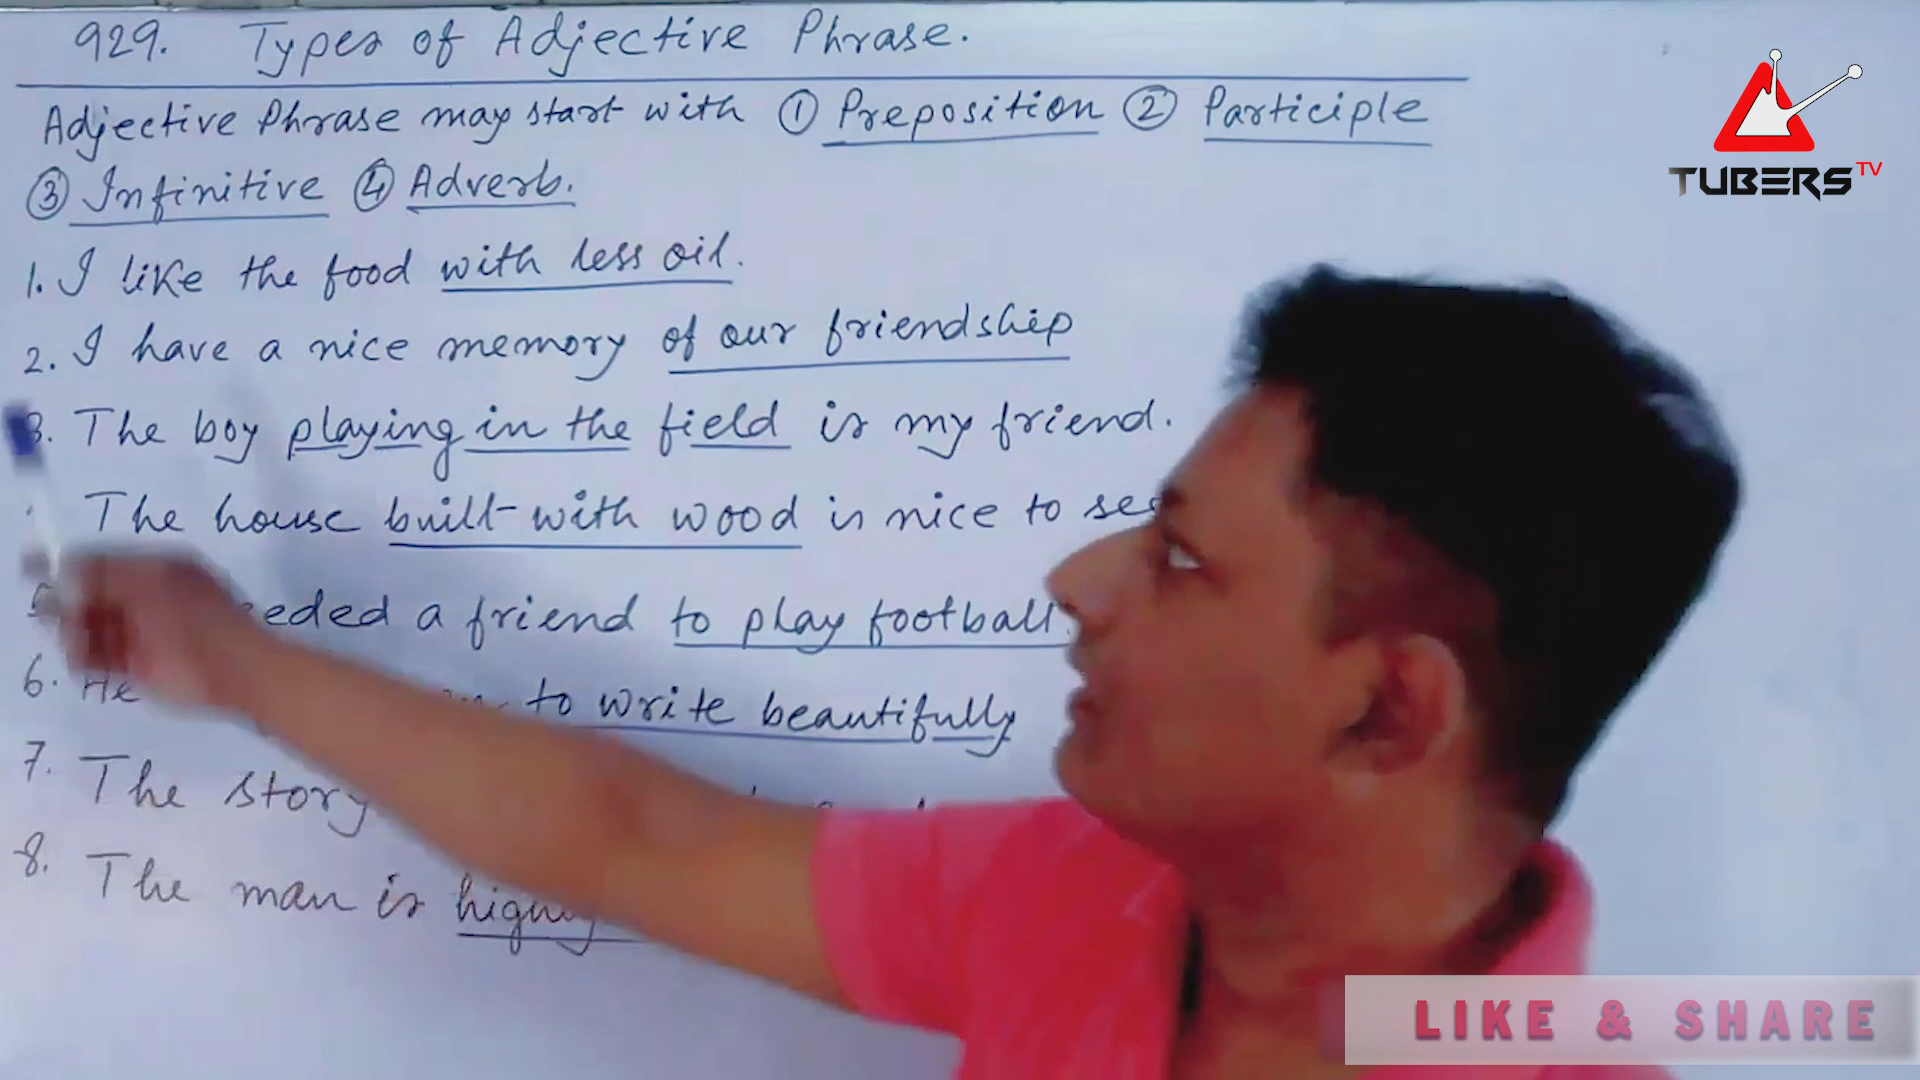 929. Types of Adjective Phrase.
Adjective Phrase may start with ① Preposition ② Participle
③ Infinitive ④ Adverb.
1. I like the food with less oil.
2. I have a nice memory of our friendship
3. The boy playing in the field is my friend.
The house built with wood is nice to see
a friend to play football.
6. He to write beautifully
7. The story
8. The man is highly
TUBERS TV
LIKE & SHARE